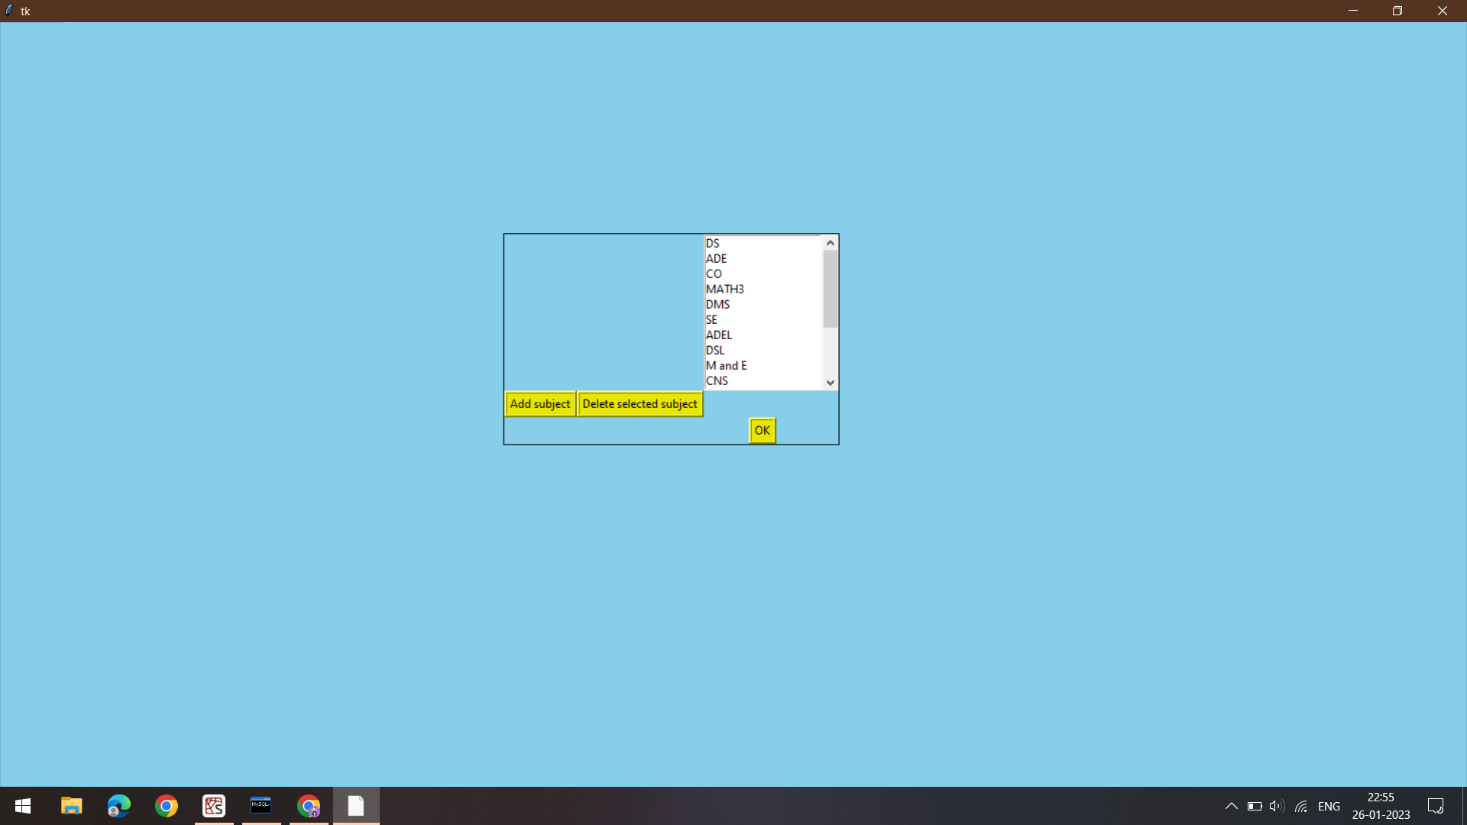 tk
DS
ADE
CO
MATH3
DMS
SE
ADEL
DSL
M and E
CNS
Add subject
Delete selected subject
OK
MySQL
22:55
ENG
26-01-2023